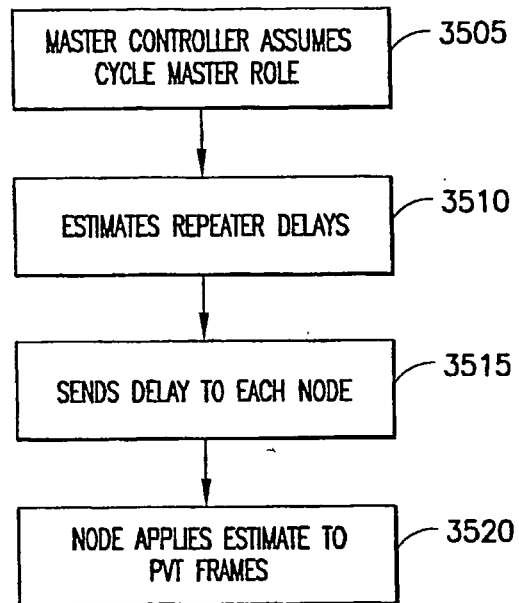 MASTER CONTROLLER ASSUMES
CYCLE MASTER ROLE
3505
ESTIMATES REPEATER DELAYS
3510
SENDS DELAY TO EACH NODE
3515
NODE APPLIES ESTIMATE TO
PVT FRAMES
3520